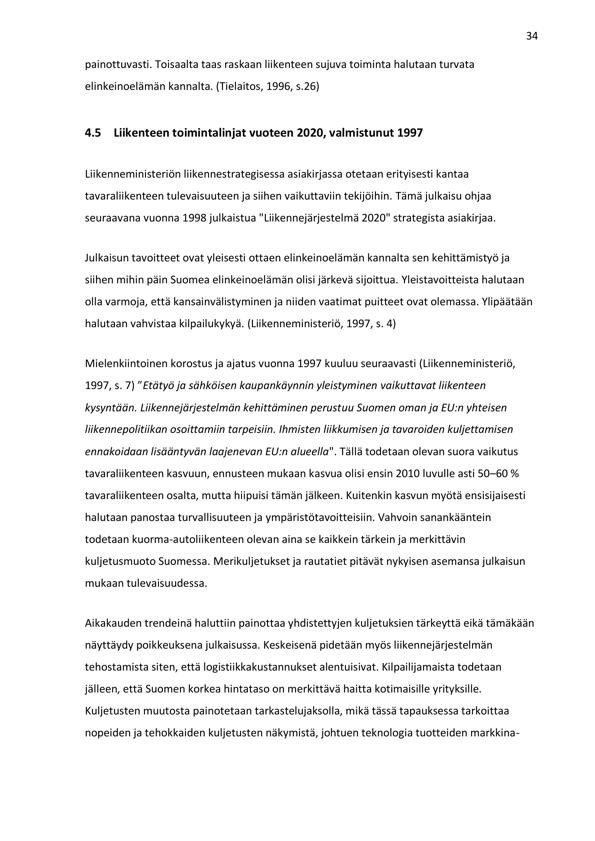 34
painottuvasti. Toisaalta taas raskaan liikenteen sujuva toiminta halutaan turvata
elinkeinoelämän kannalta. (Tielaitos, 1996, s.26)
4.5 Liikenteen toimintalinjat vuoteen 2020, valmistunut 1997
Liikenneministeriön liikennestrategisessa asiakirjassa otetaan erityisesti kantaa
tavaraliikenteen tulevaisuuteen ja siihen vaikuttaviin tekijöihin. Tämä julkaisu ohjaa
seuraavana vuonna 1998 julkaistua "Liikennejärjestelmä 2020" strategista asiakirjaa.
Julkaisun tavoitteet ovat yleisesti ottaen elinkeinoelämän kannalta sen kehittämistyö ja
siihen mihin päin Suomea elinkeinoelämän olisi järkevä sijoittua. Yleistavoitteista halutaan
olla varmoja, että kansainvälistyminen ja niiden vaatimat puitteet ovat olemassa. Ylipäätään
halutaan vahvistaa kilpailukykyä. (Liikenneministeriö, 1997, s. 4)
Mielenkiintoinen korostus ja ajatus vuonna 1997 kuuluu seuraavasti (Liikenneministeriö,
1997, s. 7) "Etätyö ja sähköisen kaupankäynnin yleistyminen vaikuttavat liikenteen
kysyntään. Liikennejärjestelmän kehittäminen perustuu Suomen oman ja EU:n yhteisen
liikennepolitiikan osoittamiin tarpeisiin. Ihmisten liikkumisen ja tavaroiden kuljettamisen
ennakoidaan lisääntyvän laajenevan EU:n alueella". Tällä todetaan olevan suora vaikutus
tavaraliikenteen kasvuun, ennusteen mukaan kasvua olisi ensin 2010 luvulle asti 50–60 %
tavaraliikenteen osalta, mutta hiipuisi tämän jälkeen. Kuitenkin kasvun myötä ensisijaisesti
halutaan panostaa turvallisuuteen ja ympäristötavoitteisiin. Vahvoin sanankääntein
todetaan kuorma-autoliikenteen olevan aina se kaikkein tärkein ja merkittävin
kuljetusmuoto Suomessa. Merikuljetukset ja rautatiet pitävät nykyisen asemansa julkaisun
mukaan tulevaisuudessa.
Aikakauden trendeinä haluttiin painottaa yhdistettyjen kuljetuksien tärkeyttä eikä tämäkään
näyttäydy poikkeuksena julkaisussa. Keskeisenä pidetään myös liikennejärjestelmän
tehostamista siten, että logistiikkakustannukset alentuisivat. Kilpailijamaista todetaan
jälleen, että Suomen korkea hintataso on merkittävä haitta kotimaisille yrityksille.
Kuljetusten muutosta painotetaan tarkastelujaksolla, mikä tässä tapauksessa tarkoittaa
nopeiden ja tehokkaiden kuljetusten näkymistä, johtuen teknologia tuotteiden markkina-